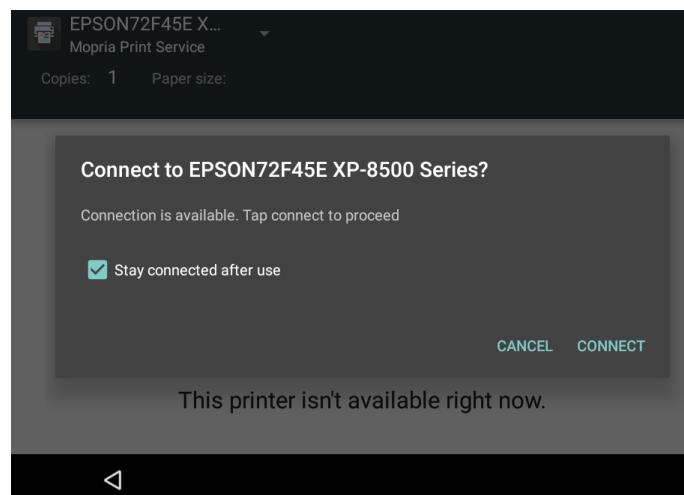 EPSON72F45E X...
Mopria Print Service
Copies: 1 Paper size:
Connect to EPSON72F45E XP-8500 Series?
Connection is available. Tap connect to proceed
Stay connected after use
CANCEL CONNECT
This printer isn't available right now.